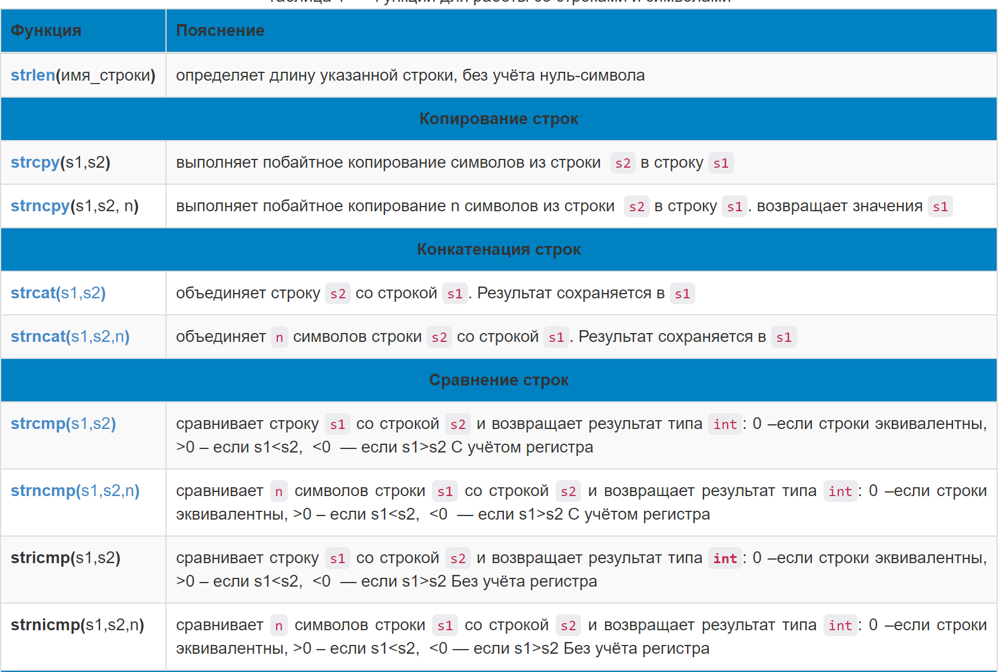 Таблица 1 — Функции для работы со строками и символами
Функция Пояснение
strlen(имя_строки) определяет длину указанной строки, без учёта нуль-символа
Копирование строк
strcpy(s1,s2) выполняет побайтное копирование символов из строки s2 в строку s1
strncpy(s1,s2, n) выполняет побайтное копирование n символов из строки s2 в строку s1. возвращает значения s1
Конкатенация строк
strcat(s1,s2) объединяет строку s2 со строкой s1. Результат сохраняется в s1
strncat(s1,s2,n) объединяет n символов строки s2 со строкой s1. Результат сохраняется в s1
Сравнение строк
strcmp(s1,s2) сравнивает строку s1 со строкой s2 и возвращает результат типа int: 0 –если строки эквивалентны,
>0 – если s1<s2, <0 — если s1>s2 С учётом регистра
strncmp(s1,s2,n) сравнивает n символов строки s1 со строкой s2 и возвращает результат типа int: 0 –если строки
эквивалентны, >0 – если s1<s2, <0 — если s1>s2 С учётом регистра
stricmp(s1,s2) сравнивает строку s1 со строкой s2 и возвращает результат типа int: 0 –если строки эквивалентны,
>0 – если s1<s2, <0 — если s1>s2 Без учёта регистра
strnicmp(s1,s2,n) сравнивает n символов строки s1 со строкой s2 и возвращает результат типа int: 0 –если строки
эквивалентны, >0 – если s1<s2, <0 — если s1>s2 Без учёта регистра